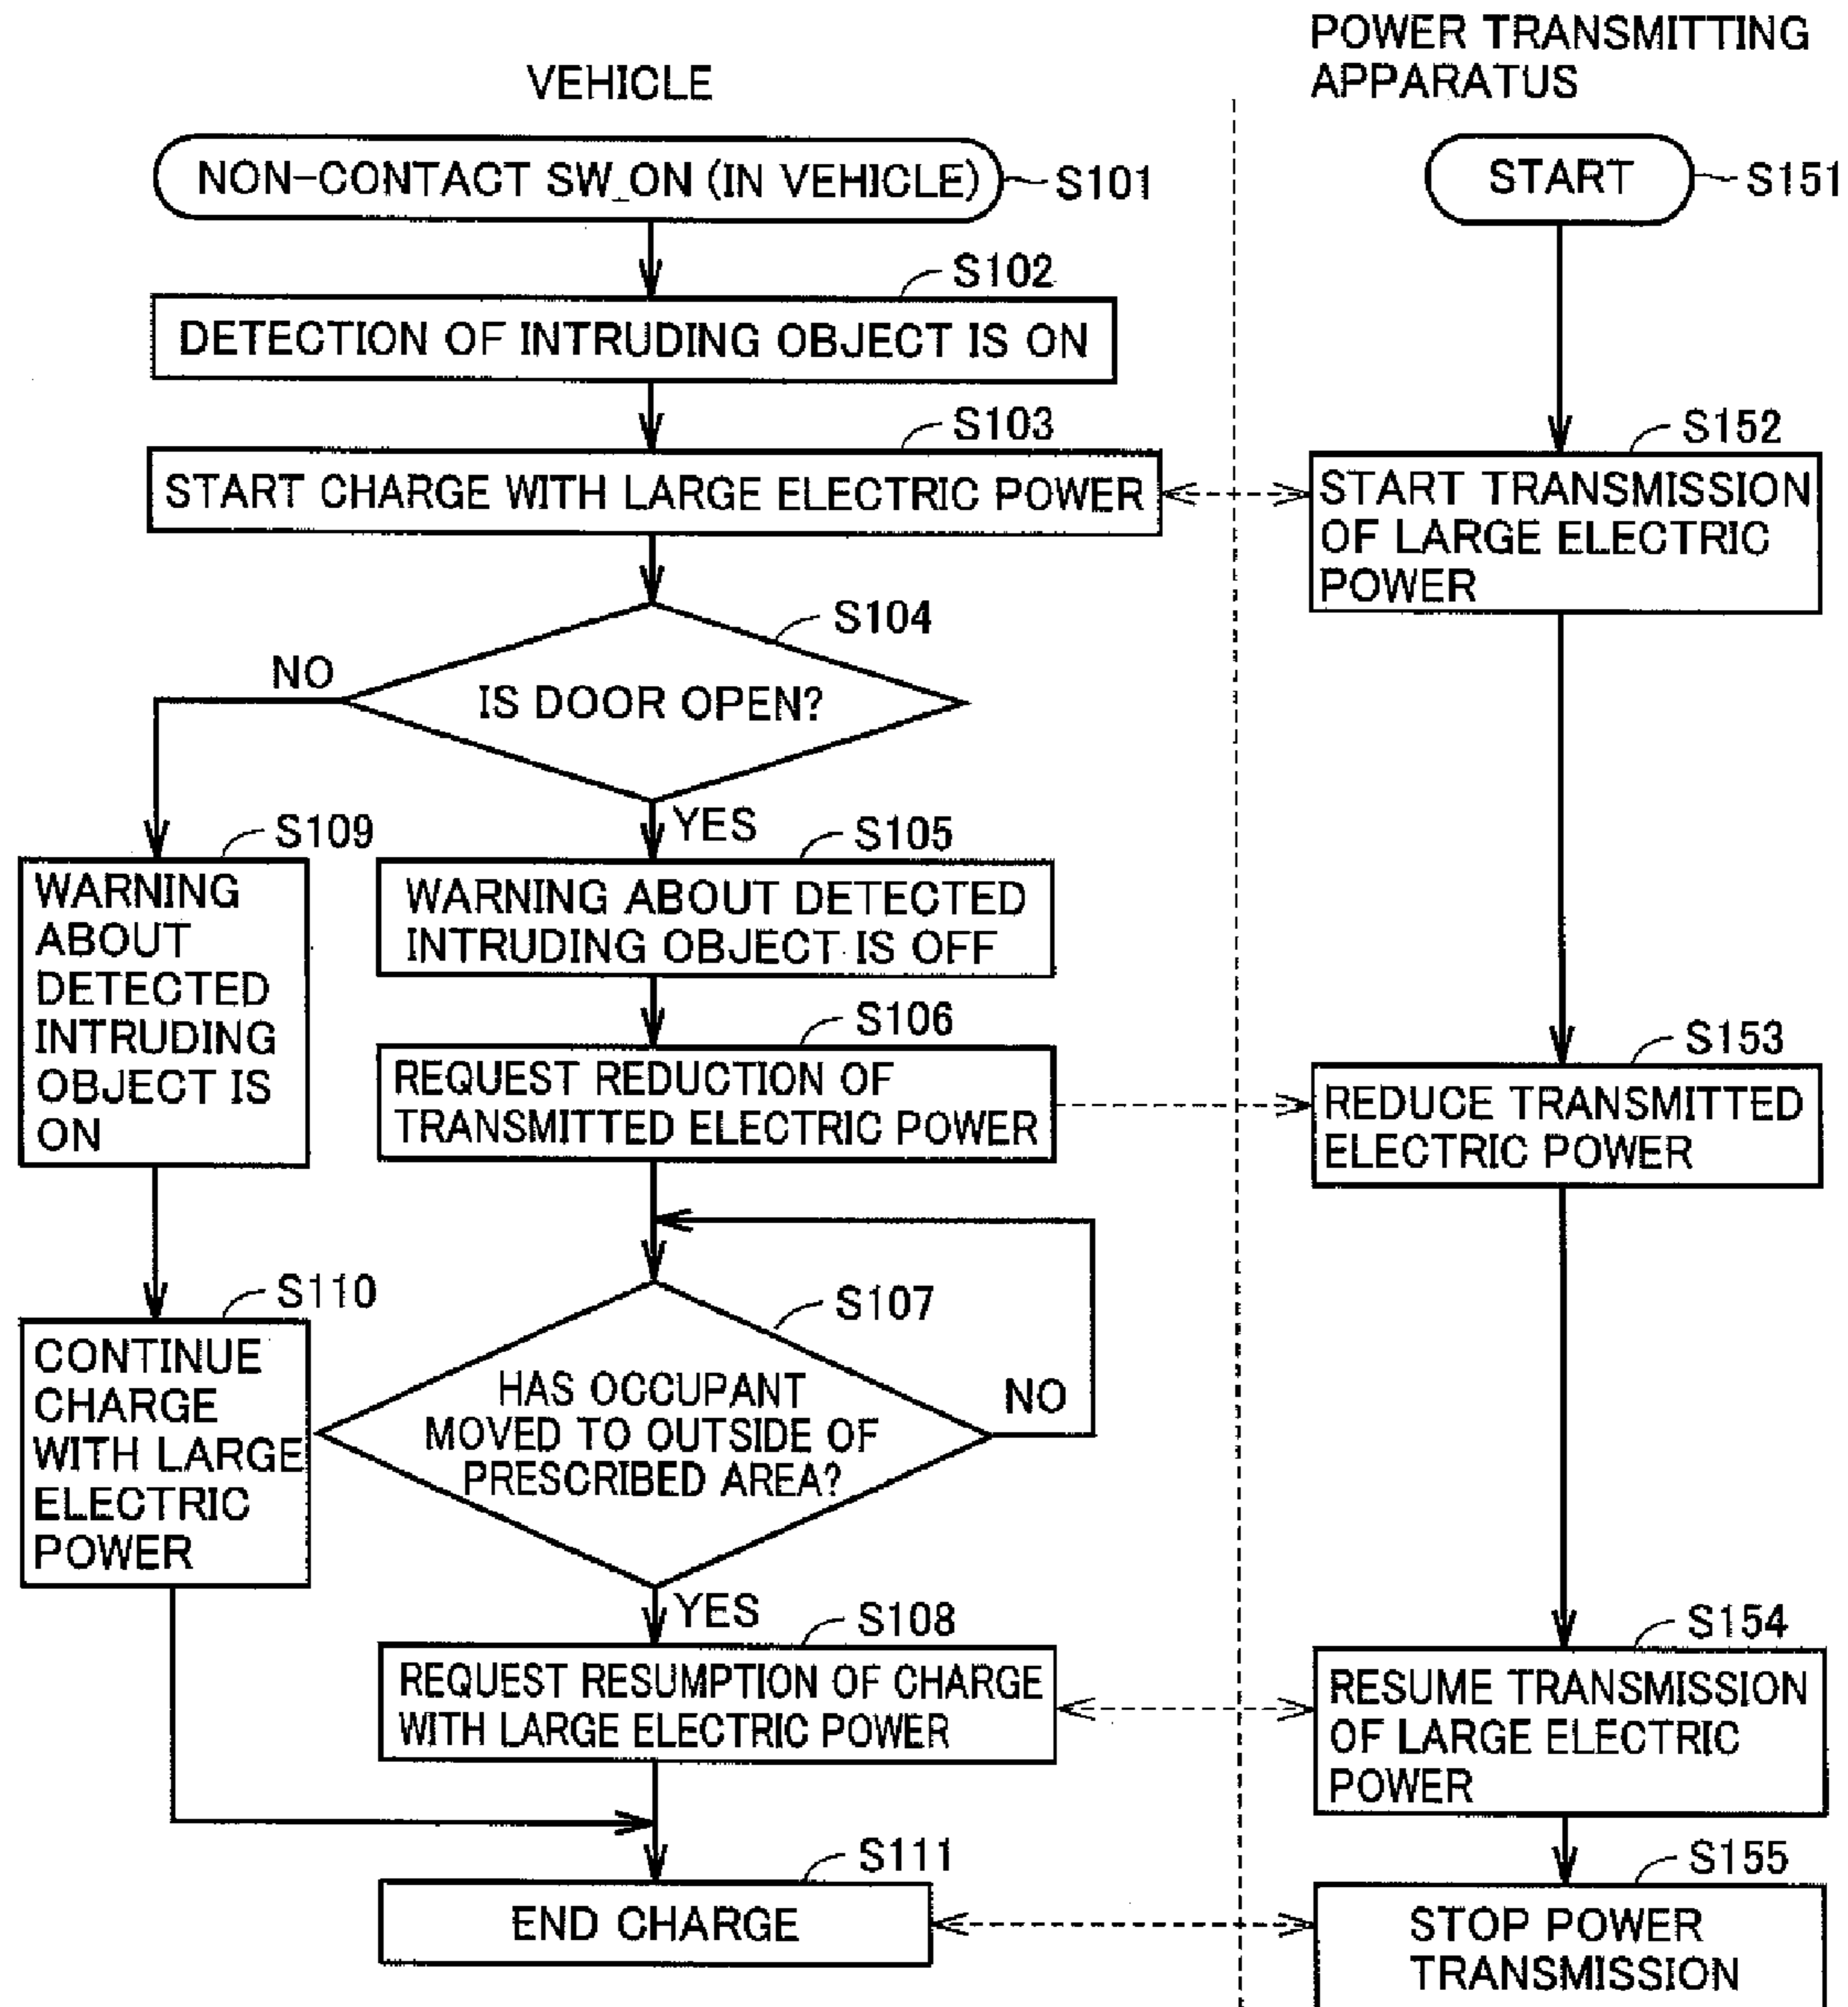 VEHICLE
POWER TRANSMITTING
APPARATUS
NON-CONTACT SW_ON (IN VEHICLE)
S101
START
S151
S102
DETECTION OF INTRUDING OBJECT IS ON
S103
START CHARGE WITH LARGE ELECTRIC POWER
S152
START TRANSMISSION
OF LARGE ELECTRIC
POWER
S104
IS DOOR OPEN?
NO
YES
S109
WARNING
ABOUT
DETECTED
INTRUDING
OBJECT IS
ON
S105
WARNING ABOUT DETECTED
INTRUDING OBJECT IS OFF
S106
REQUEST REDUCTION OF
TRANSMITTED ELECTRIC POWER
S153
REDUCE TRANSMITTED
ELECTRIC POWER
S110
CONTINUE
CHARGE
WITH LARGE
ELECTRIC
POWER
S107
HAS OCCUPANT
MOVED TO OUTSIDE OF
PRESCRIBED AREA?
NO
YES
S108
REQUEST RESUMPTION OF CHARGE
WITH LARGE ELECTRIC POWER
S154
RESUME TRANSMISSION
OF LARGE ELECTRIC
POWER
S111
END CHARGE
S155
STOP POWER
TRANSMISSION